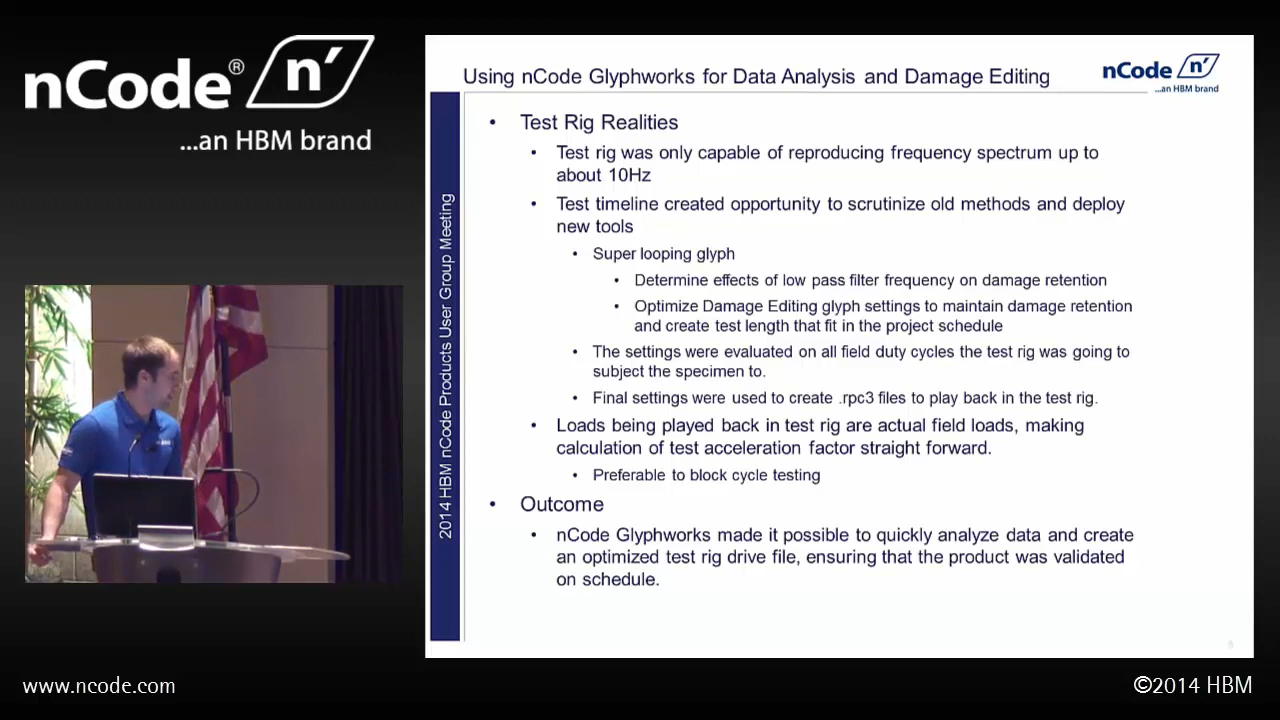 nCode® n'
...an HBM brand
Using nCode Glyphworks for Data Analysis and Damage Editing
nCode n'
...an HBM brand
2014 HBM nCode Products User Group Meeting
• Test Rig Realities
• Test rig was only capable of reproducing frequency spectrum up to
about 10Hz
• Test timeline created opportunity to scrutinize old methods and deploy
new tools
• Super looping glyph
• Determine effects of low pass filter frequency on damage retention
• Optimize Damage Editing glyph settings to maintain damage retention
and create test length that fit in the project schedule
• The settings were evaluated on all field duty cycles the test rig was going to
subject the specimen to.
• Final settings were used to create .rpc3 files to play back in the test rig.
• Loads being played back in test rig are actual field loads, making
calculation of test acceleration factor straight forward.
• Preferable to block cycle testing
• Outcome
• nCode Glyphworks made it possible to quickly analyze data and create
an optimized test rig drive file, ensuring that the product was validated
on schedule.
www.ncode.com
©2014 HBM